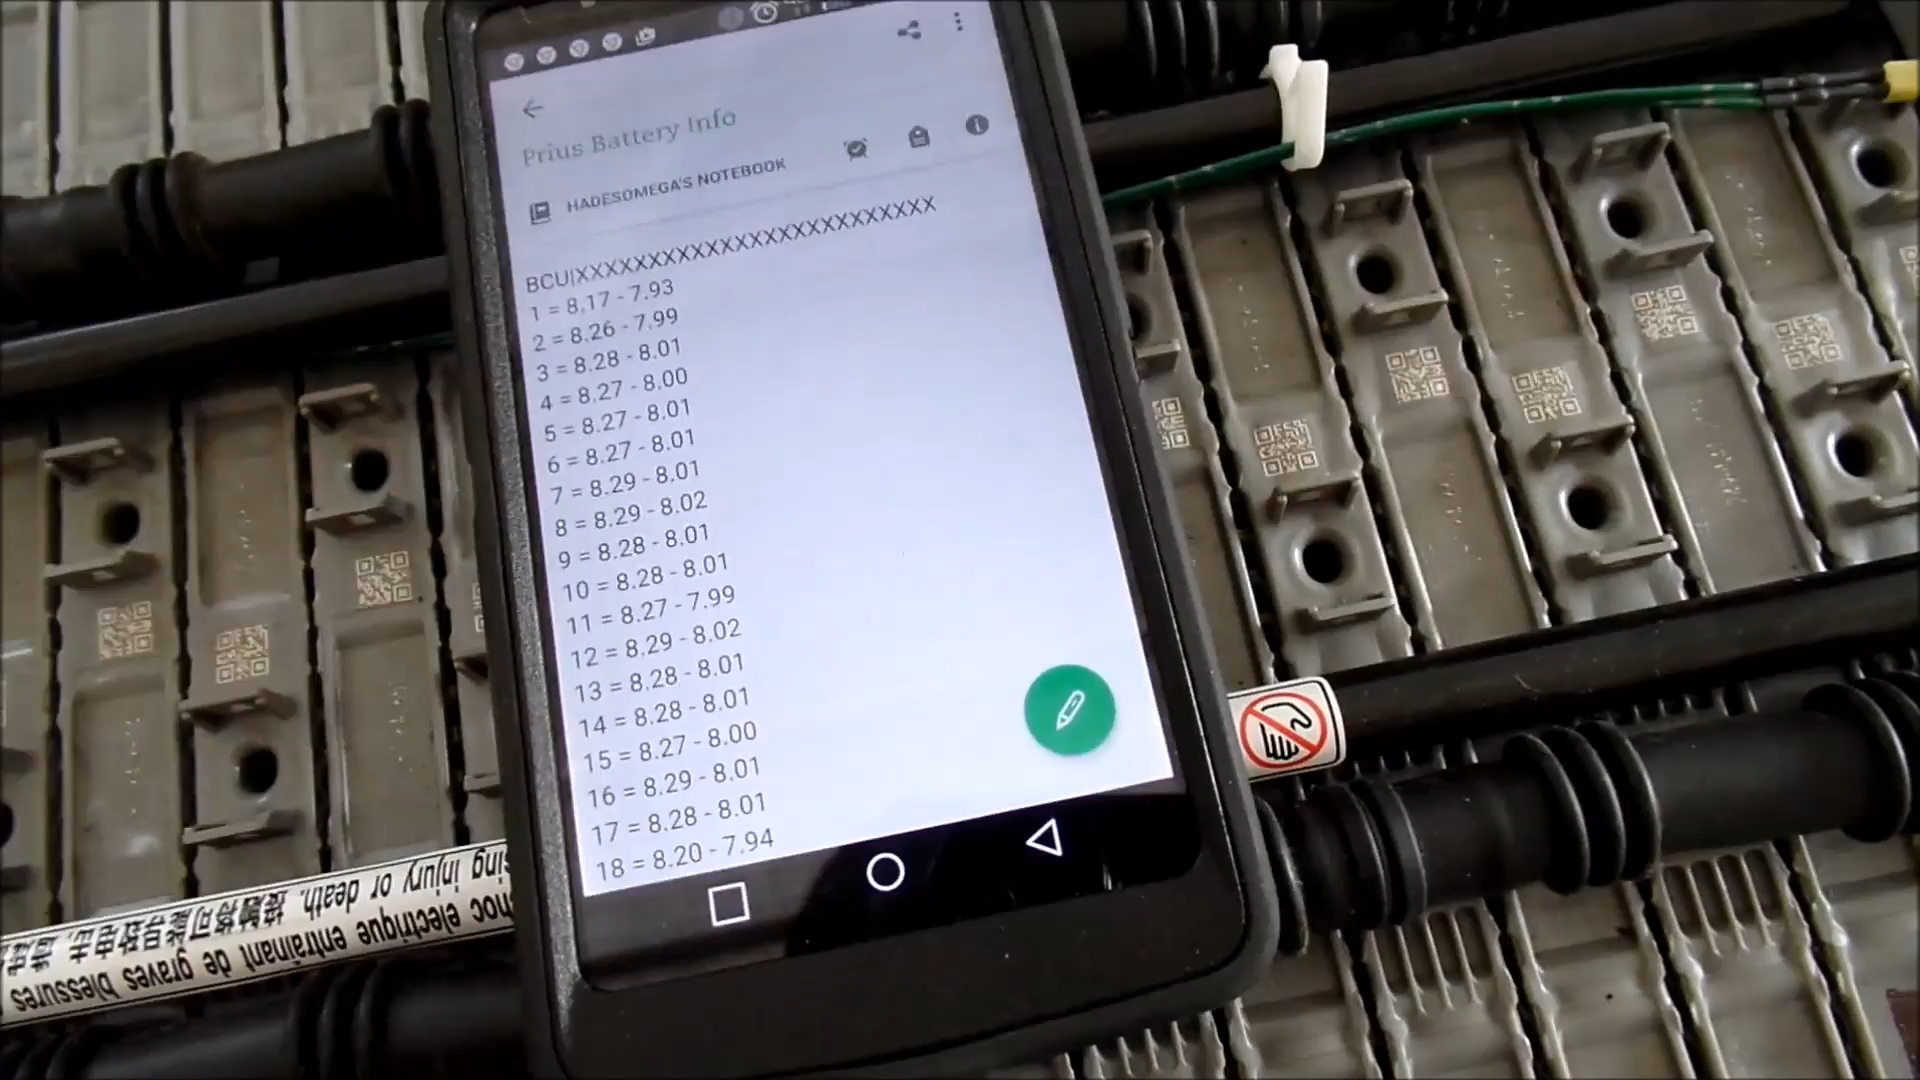 Prius Battery Info
HADESOMEGA'S NOTEBOOK
BCU|XXXXXXXXXXXXXXXXXXXXXXXXX
1 = 8.17 - 7.93
2 = 8.26 - 7.99
3 = 8.28 - 8.01
4 = 8.27 - 8.00
5 = 8.27 - 8.01
6 = 8.27 - 8.01
7 = 8.29 - 8.01
8 = 8.29 - 8.02
9 = 8.28 - 8.01
10 = 8.28 - 8.01
11 = 8.27 - 7.99
12 = 8.29 - 8.02
13 = 8.28 - 8.01
14 = 8.28 - 8.01
15 = 8.27 - 8.00
16 = 8.29 - 8.01
17 = 8.28 - 8.01
18 = 8.20 - 7.94
injury or death.
electrique entraînant de graves blessures